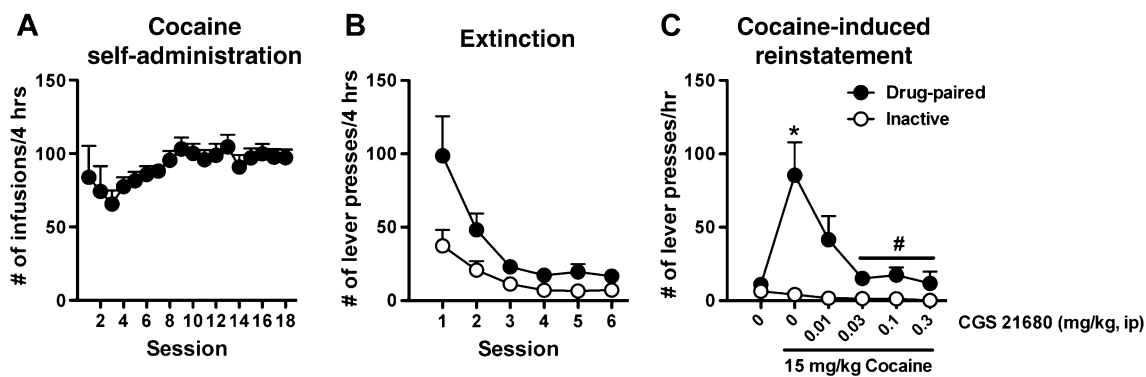 A
Cocaine
self-administration
# of infusions/4 hrs
150
100
50
0
2 4 6 8 10 12 14 16 18
Session
B
Extinction
# of lever presses/4 hrs
150
100
50
0
1 2 3 4 5 6
Session
C
Cocaine-induced
reinstatement
# of lever presses/hr
150
100
50
0
Drug-paired
Inactive
*
#
0 0 0.01 0.03 0.1 0.3
CGS 21680 (mg/kg, ip)
15 mg/kg Cocaine